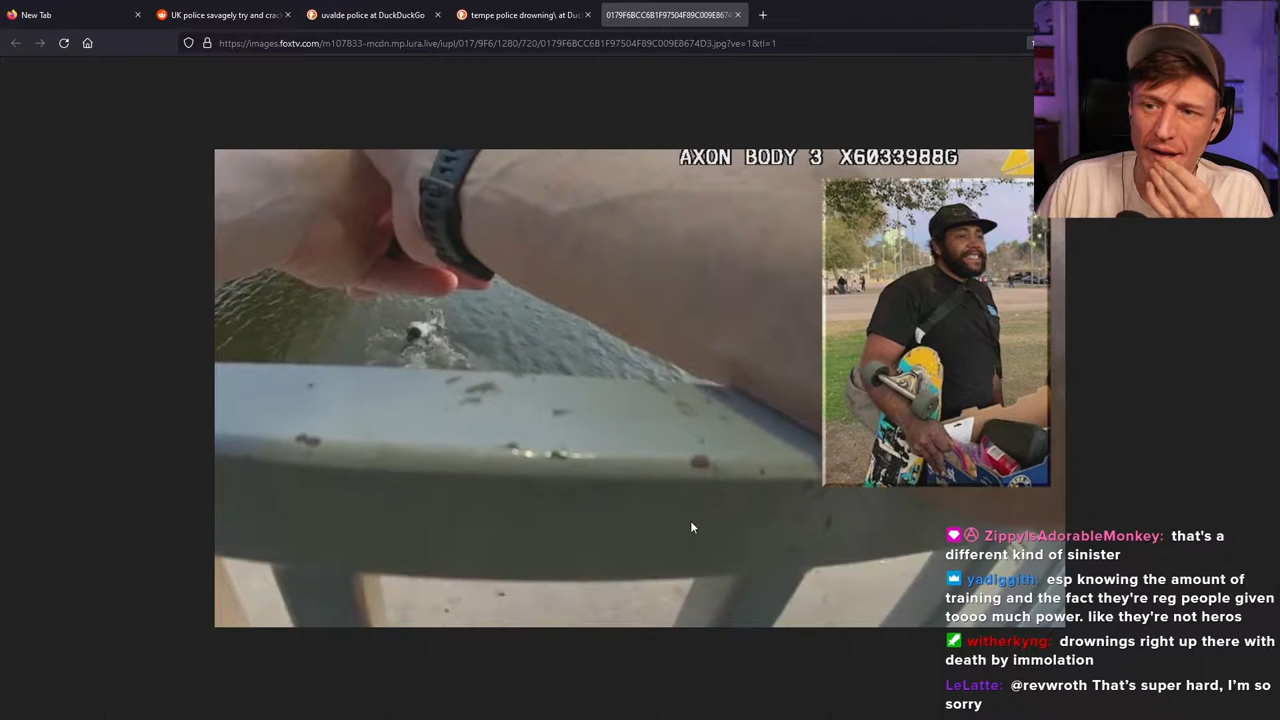 New Tab
UK police savagely try and crac
uvalde police at DuckDuckGo
tempe police drowning\ at Duc
0179F6BCC6B1F97504F89C009E8674
https://images.foxtv.com/m107833-mcdn.mp.lura.live/iupl/017/9F6/1280/720/0179F6BCC6B1F97504F89C009E8674D3.jpg?ve=1&tl=1
AXON BODY 3 X6033988G
ZippyIsAdorableMonkey: that's a
different kind of sinister
yadiggith: esp knowing the amount of
training and the fact they're reg people given
toooo much power. like they're not heros
witherkyng: drownings right up there with
death by immolation
LeLatte: @revwroth That's super hard, I'm so
sorry